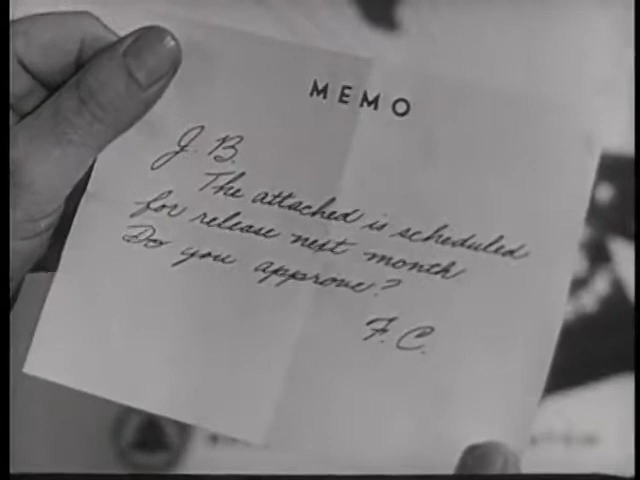 MEMO
J. B.
The attached is scheduled
for release next month
Do you approve?
F. C.